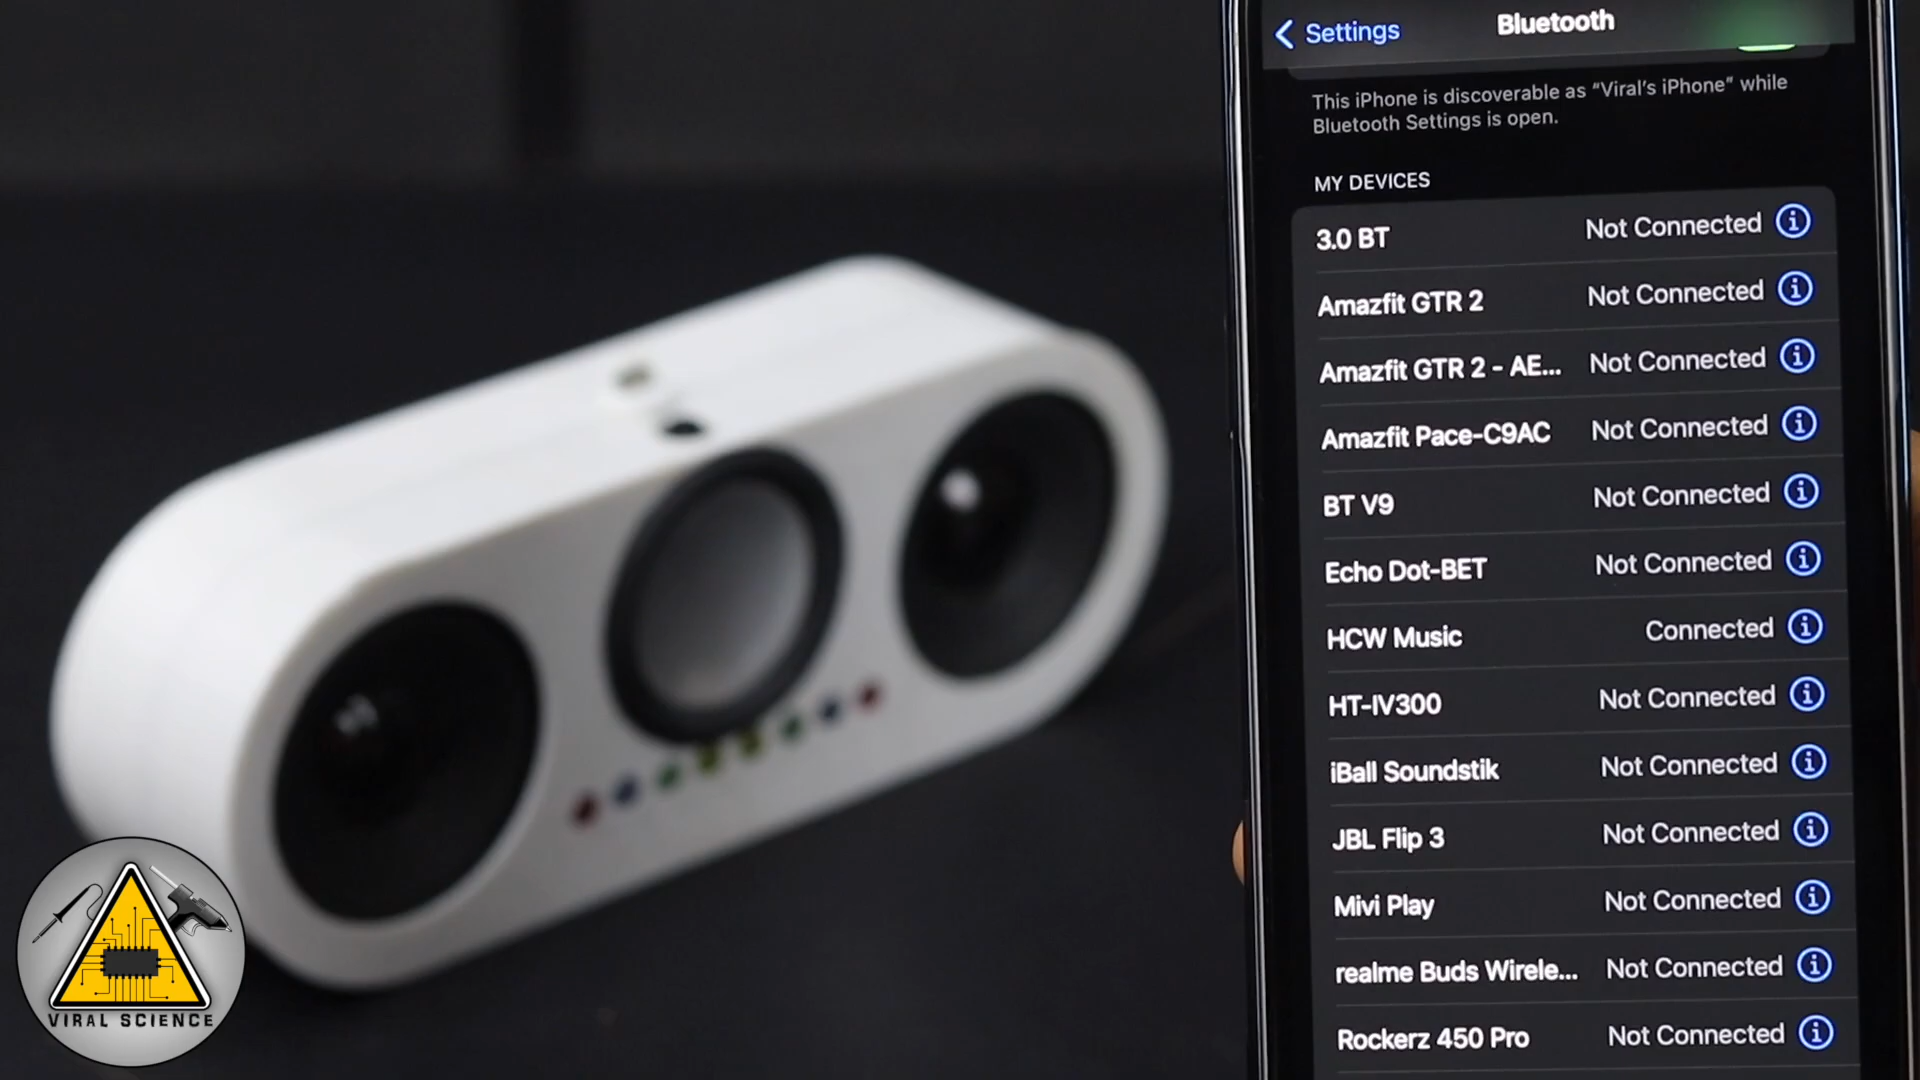 Settings
Bluetooth
This iPhone is discoverable as “Viral's iPhone” while
Bluetooth Settings is open.
MY DEVICES
3.0 BT Not Connected
Amazfit GTR 2 Not Connected
Amazfit GTR 2 - AE... Not Connected
Amazfit Pace-C9AC Not Connected
BT V9 Not Connected
Echo Dot-BET Not Connected
HCW Music Connected
HT-IV300 Not Connected
iBall Soundstik Not Connected
JBL Flip 3 Not Connected
Mivi Play Not Connected
realme Buds Wirele... Not Connected
Rockerz 450 Pro Not Connected
VIRAL SCIENCE